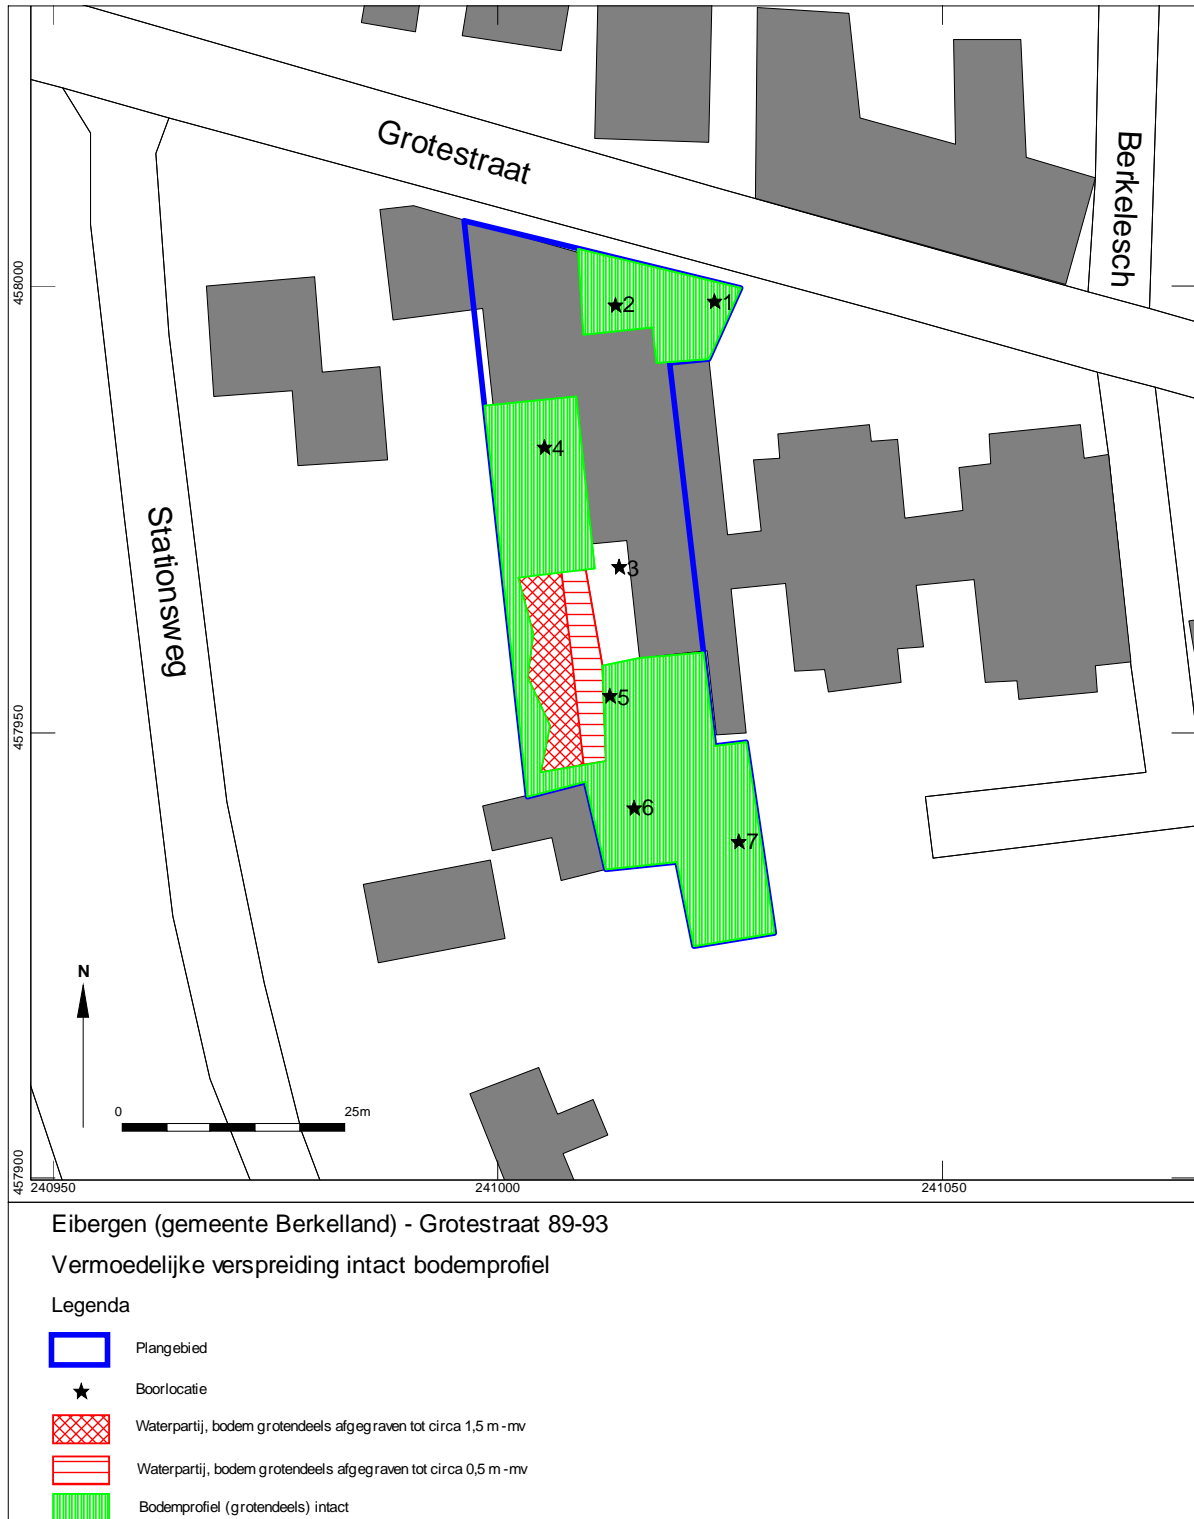 Grotestraat
Berkelesch
458000
2
1
4
3
Stationsweg
457950
5
6
7
N
0
25m
457900
240950
241000
241050
Eibergen (gemeente Berkelland) - Grotestraat 89-93
Vermoedelijke verspreiding intact bodemprofiel
Legenda
Plangebied
Boorlocatie
Waterpartij, bodem grotendeels afgegraven tot circa 1,5 m -mv
Waterpartij, bodem grotendeels afgegraven tot circa 0,5 m -mv
Bodemprofiel (grotendeels) intact